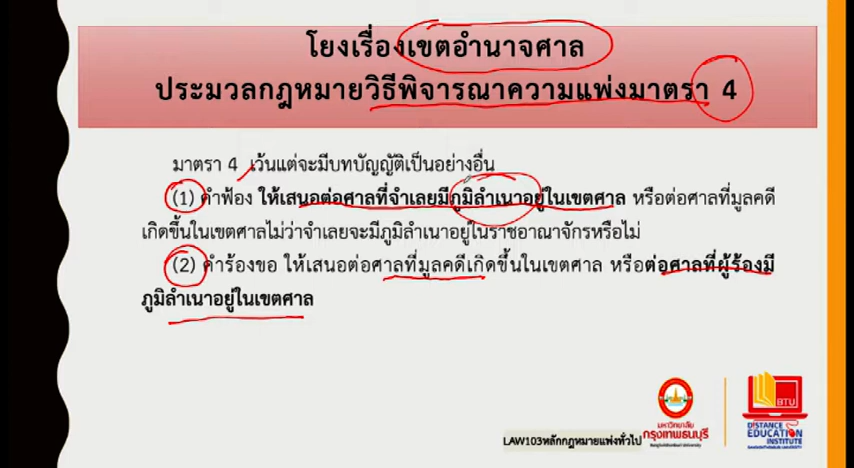 โยงเรื่องเขตอำนาจศาล
ประมวลกฎหมายวิธีพิจารณาความแพ่งมาตรา 4
มาตรา 4 เว้นแต่จะมีบทบัญญัติเป็นอย่างอื่น
(1) คำฟ้อง ให้เสนอต่อศาลที่จำเลยมีภูมิลำเนาอยู่ในเขตศาล หรือต่อศาลที่มูลคดี
เกิดขึ้นในเขตศาลไม่ว่าจำเลยจะมีภูมิลำเนาอยู่ในราชอาณาจักรหรือไม่
(2) คำร้องขอ ให้เสนอต่อศาลที่มูลคดีเกิดขึ้นในเขตศาล หรือต่อศาลที่ผู้ร้องมี
ภูมิลำเนาอยู่ในเขตศาล
BTU
มหาวิทยาลัย
กรุงเทพธนบุรี
DISTANCE
EDUCATION
INSTITUTE
LAW103หลักกฎหมายแพ่งทั่วไป